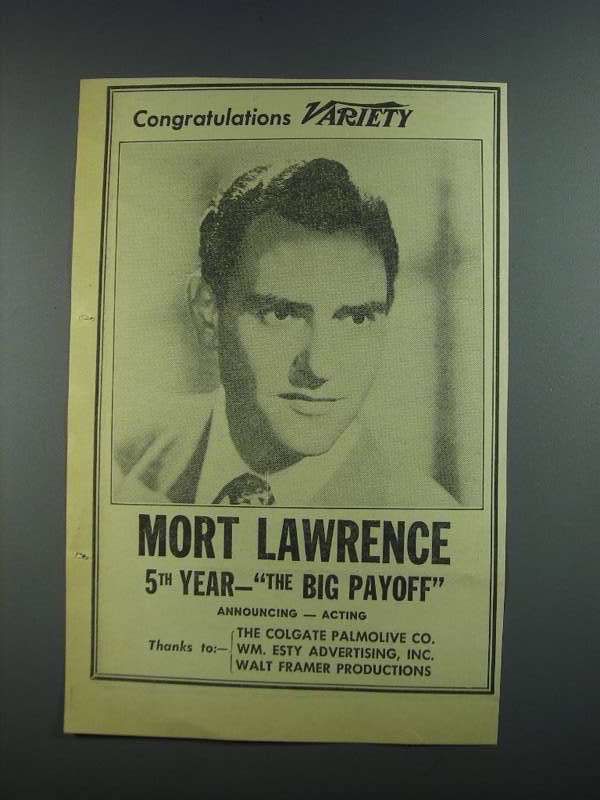 Congratulations VARIETY
MORT LAWRENCE
5TH YEAR—"THE BIG PAYOFF"
ANNOUNCING — ACTING
Thanks to:—
THE COLGATE PALMOLIVE CO.
WM. ESTY ADVERTISING, INC.
WALT FRAMER PRODUCTIONS